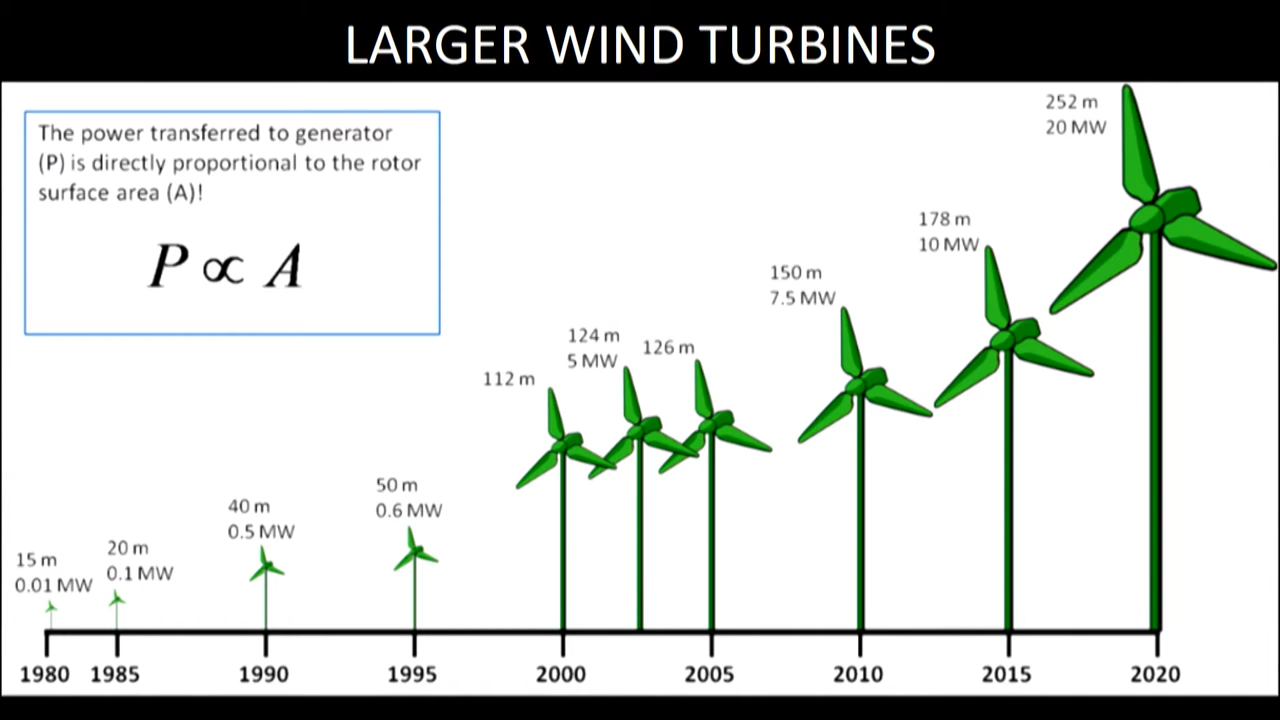 LARGER WIND TURBINES
The power transferred to generator
(P) is directly proportional to the rotor
surface area (A)!
P ∝ A
15 m
0.01 MW
20 m
0.1 MW
40 m
0.5 MW
50 m
0.6 MW
112 m
124 m
5 MW
126 m
150 m
7.5 MW
178 m
10 MW
252 m
20 MW
1980 1985 1990 1995 2000 2005 2010 2015 2020